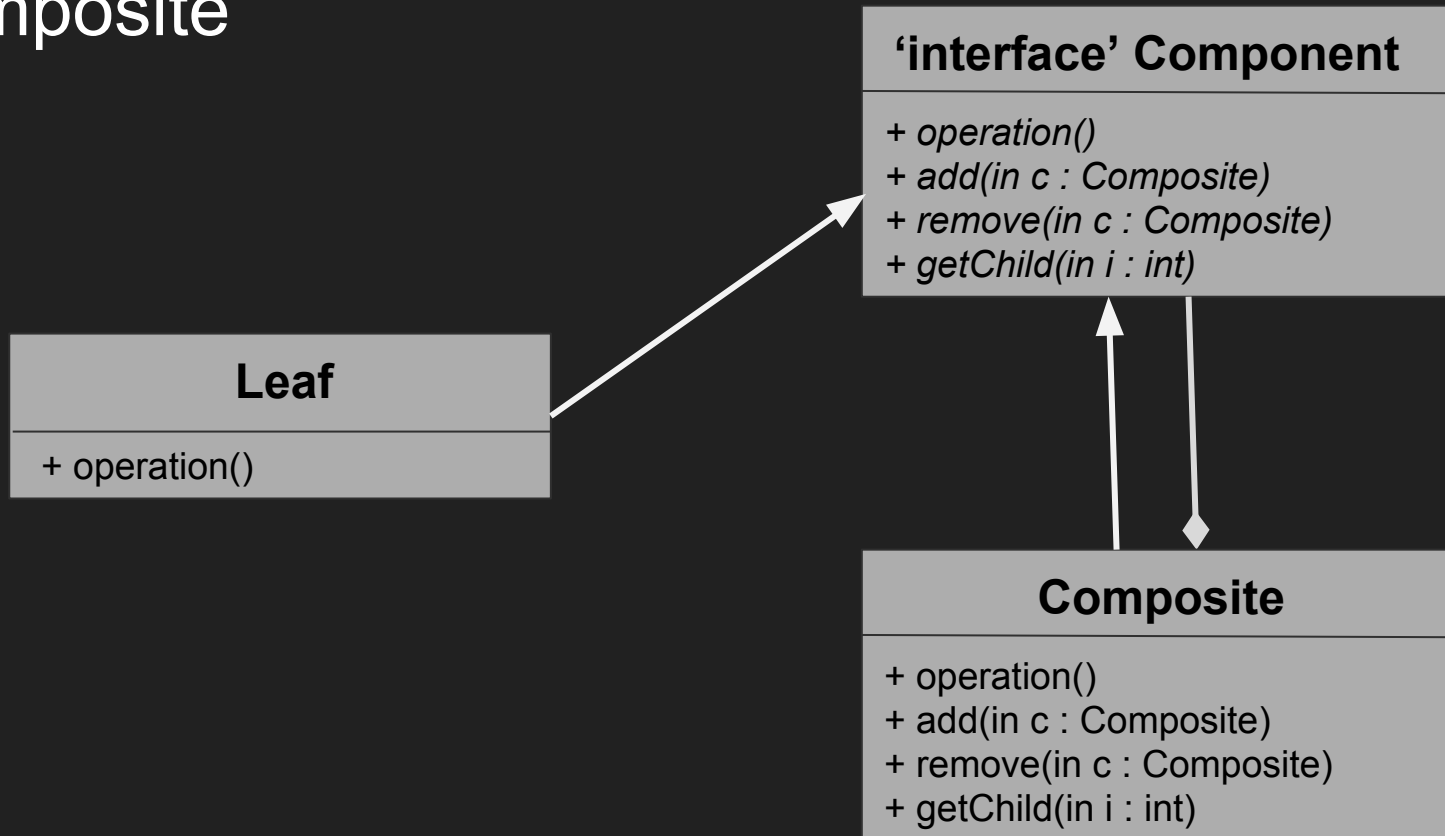 mposite
‘interface’ Component
+ operation()
+ add(in c : Composite)
+ remove(in c : Composite)
+ getChild(in i : int)
Leaf
+ operation()
Composite
+ operation()
+ add(in c : Composite)
+ remove(in c : Composite)
+ getChild(in i : int)